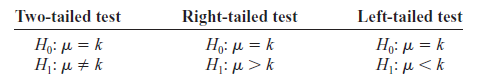 Two-tailed test Right-tailed test Left-tailed test
H₀: μ = k H₀: μ = k H₀: μ = k
H₁: μ ≠ k H₁: μ > k H₁: μ < k